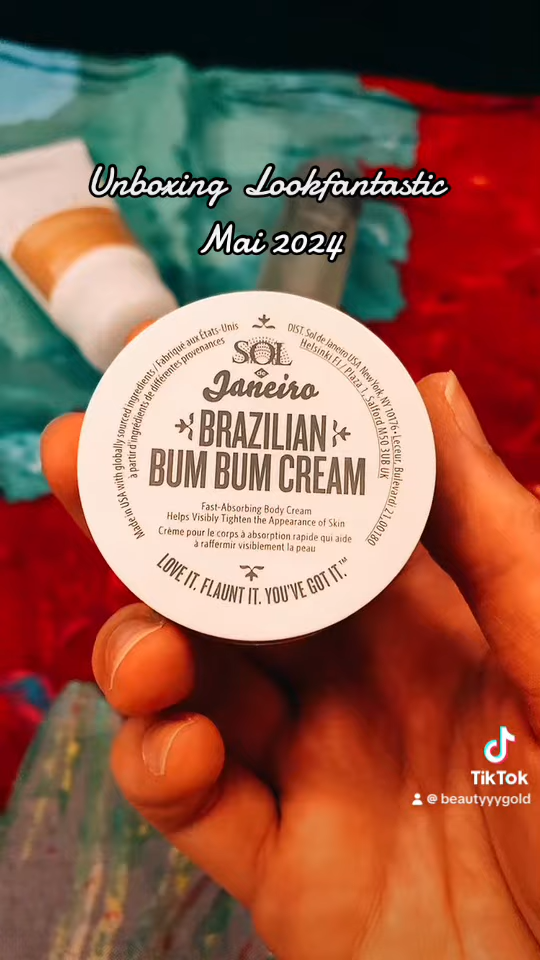 Unboxing Lookfantastic
Mai 2024
Made in USA with globally sourced ingredients / Fabriqué aux États-Unis
à partir d'ingrédients de différentes provenances
DIST. Sol de Janeiro USA New York, NY 10176 • Leceur, Bulevardi 21, 00180
Helsinki FI / Plaza 1, Salford M50 3UB UK
SOL
de
Janeiro
BRAZILIAN
BUM BUM CREAM
Fast-Absorbing Body Cream
Helps Visibly Tighten the Appearance of Skin
Crème pour le corps à absorption rapide qui aide
à raffermir visiblement la peau
LOVE IT. FLAUNT IT. YOU'VE GOT IT.™
TikTok
@beautyyygold